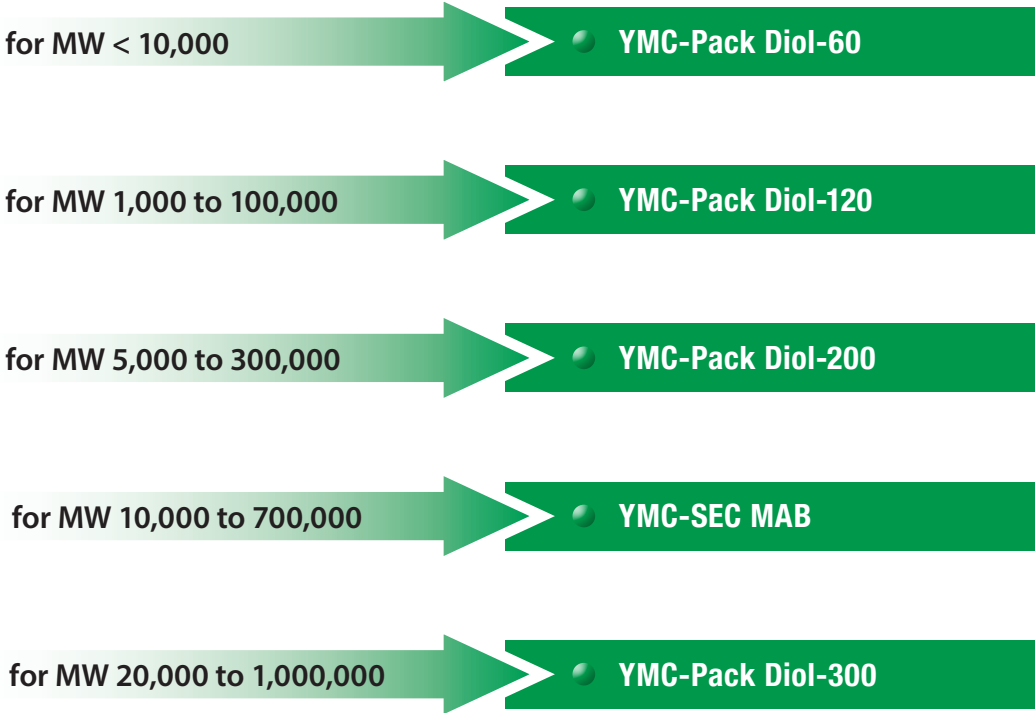 for MW < 10,000 YMC-Pack Diol-60
for MW 1,000 to 100,000 YMC-Pack Diol-120
for MW 5,000 to 300,000 YMC-Pack Diol-200
for MW 10,000 to 700,000 YMC-SEC MAB
for MW 20,000 to 1,000,000 YMC-Pack Diol-300